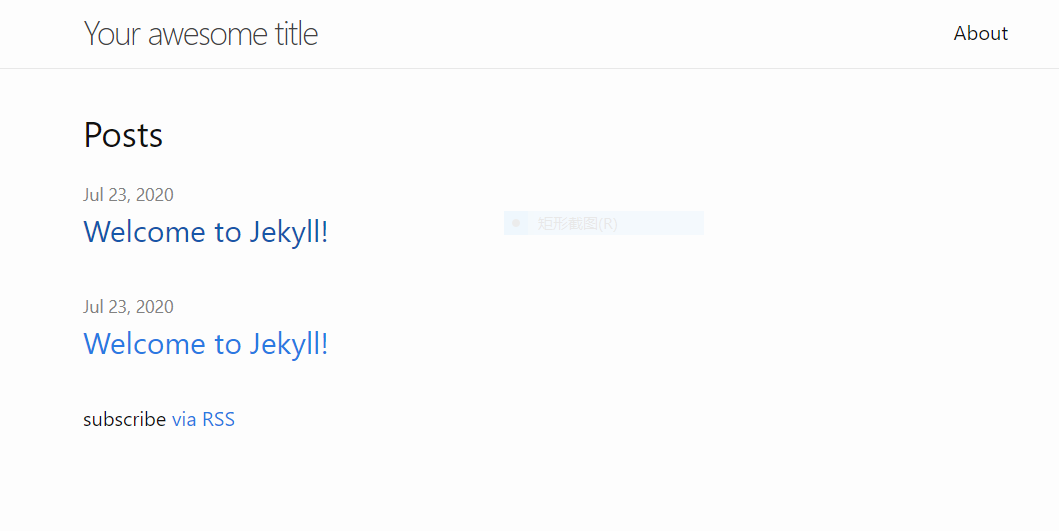 Your awesome title
About
Posts
Jul 23, 2020
Welcome to Jekyll!
矩形截图(R)
Jul 23, 2020
Welcome to Jekyll!
subscribe via RSS